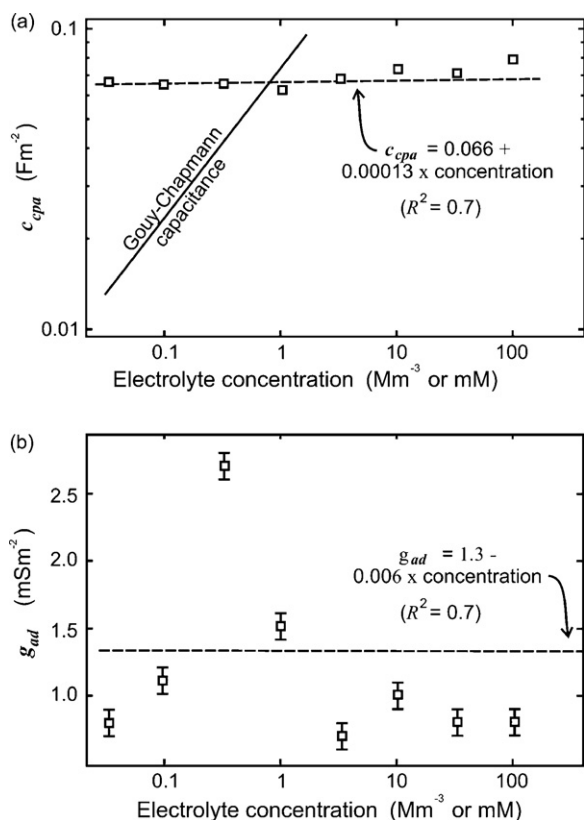 (a)
0.1
c_cpa (Fm⁻²)
0.01
Gouy-Chapmann
capacitance
c_cpa = 0.066 +
0.00013 x concentration
(R² = 0.7)
0.1 1 10 100
Electrolyte concentration (Mm⁻³ or mM)
(b)
2.5
2.0
1.5
1.0
g_ad (mSm⁻²)
g_ad = 1.3 -
0.006 x concentration
(R² = 0.7)
0.1 1 10 100
Electrolyte concentration (Mm⁻³ or mM)